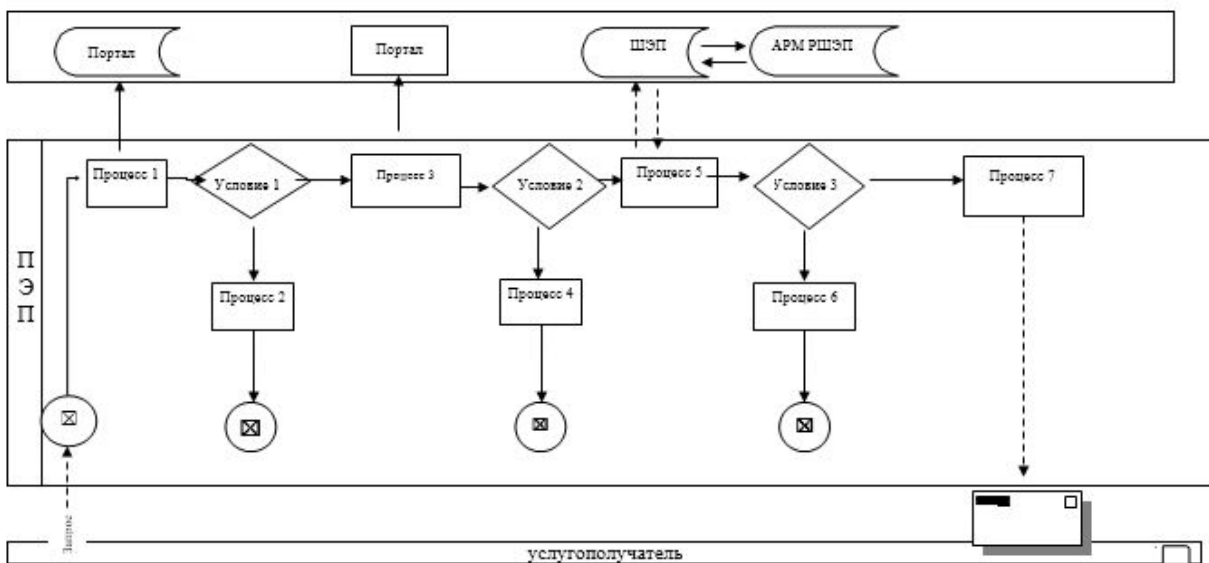 Портал
Портал
ШЭП
АРМ РШЭП
ПЭП
Процесс 1
Условие 1
Процесс 3
Условие 2
Процесс 5
Условие 3
Процесс 7
Процесс 2
Процесс 4
Процесс 6
Запрос
услугополучатель